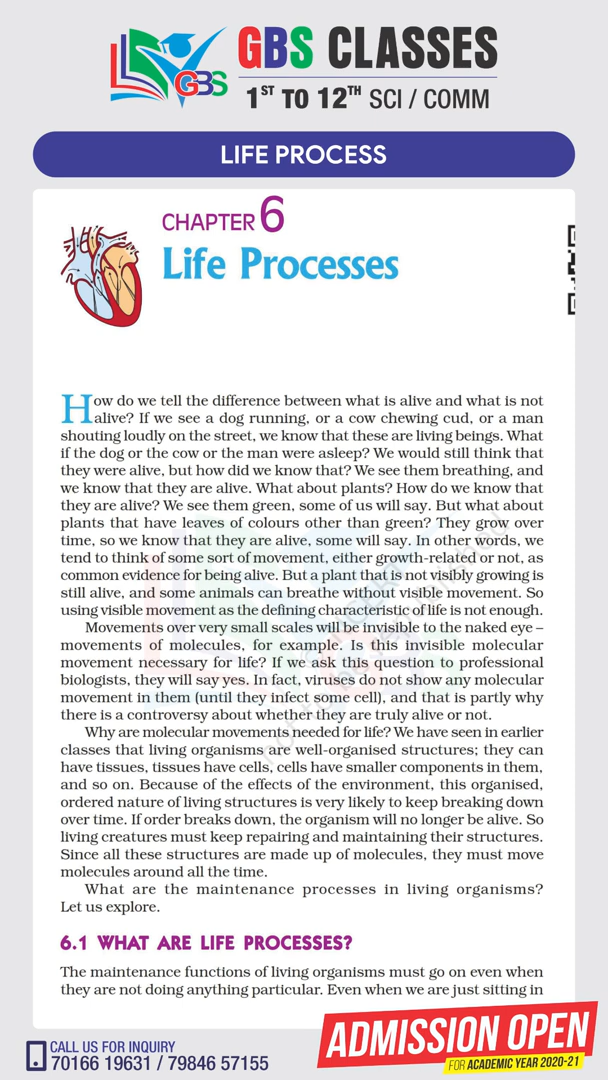 GBS
GBS CLASSES
1ST TO 12TH SCI / COMM
LIFE PROCESS
CHAPTER 6
Life Processes
How do we tell the difference between what is alive and what is not
alive? If we see a dog running, or a cow chewing cud, or a man
shouting loudly on the street, we know that these are living beings. What
if the dog or the cow or the man were asleep? We would still think that
they were alive, but how did we know that? We see them breathing, and
we know that they are alive. What about plants? How do we know that
they are alive? We see them green, some of us will say. But what about
plants that have leaves of colours other than green? They grow over
time, so we know that they are alive, some will say. In other words, we
tend to think of some sort of movement, either growth-related or not, as
common evidence for being alive. But a plant that is not visibly growing is
still alive, and some animals can breathe without visible movement. So
using visible movement as the defining characteristic of life is not enough.
Movements over very small scales will be invisible to the naked eye –
movements of molecules, for example. Is this invisible molecular
movement necessary for life? If we ask this question to professional
biologists, they will say yes. In fact, viruses do not show any molecular
movement in them (until they infect some cell), and that is partly why
there is a controversy about whether they are truly alive or not.
Why are molecular movements needed for life? We have seen in earlier
classes that living organisms are well-organised structures; they can
have tissues, tissues have cells, cells have smaller components in them,
and so on. Because of the effects of the environment, this organised,
ordered nature of living structures is very likely to keep breaking down
over time. If order breaks down, the organism will no longer be alive. So
living creatures must keep repairing and maintaining their structures.
Since all these structures are made up of molecules, they must move
molecules around all the time.
What are the maintenance processes in living organisms?
Let us explore.
6.1 WHAT ARE LIFE PROCESSES?
The maintenance functions of living organisms must go on even when
they are not doing anything particular. Even when we are just sitting in
not to be republished
CALL US FOR INQUIRY
70166 19631 / 79846 57155
ADMISSION OPEN
FOR ACADEMIC YEAR 2020-21